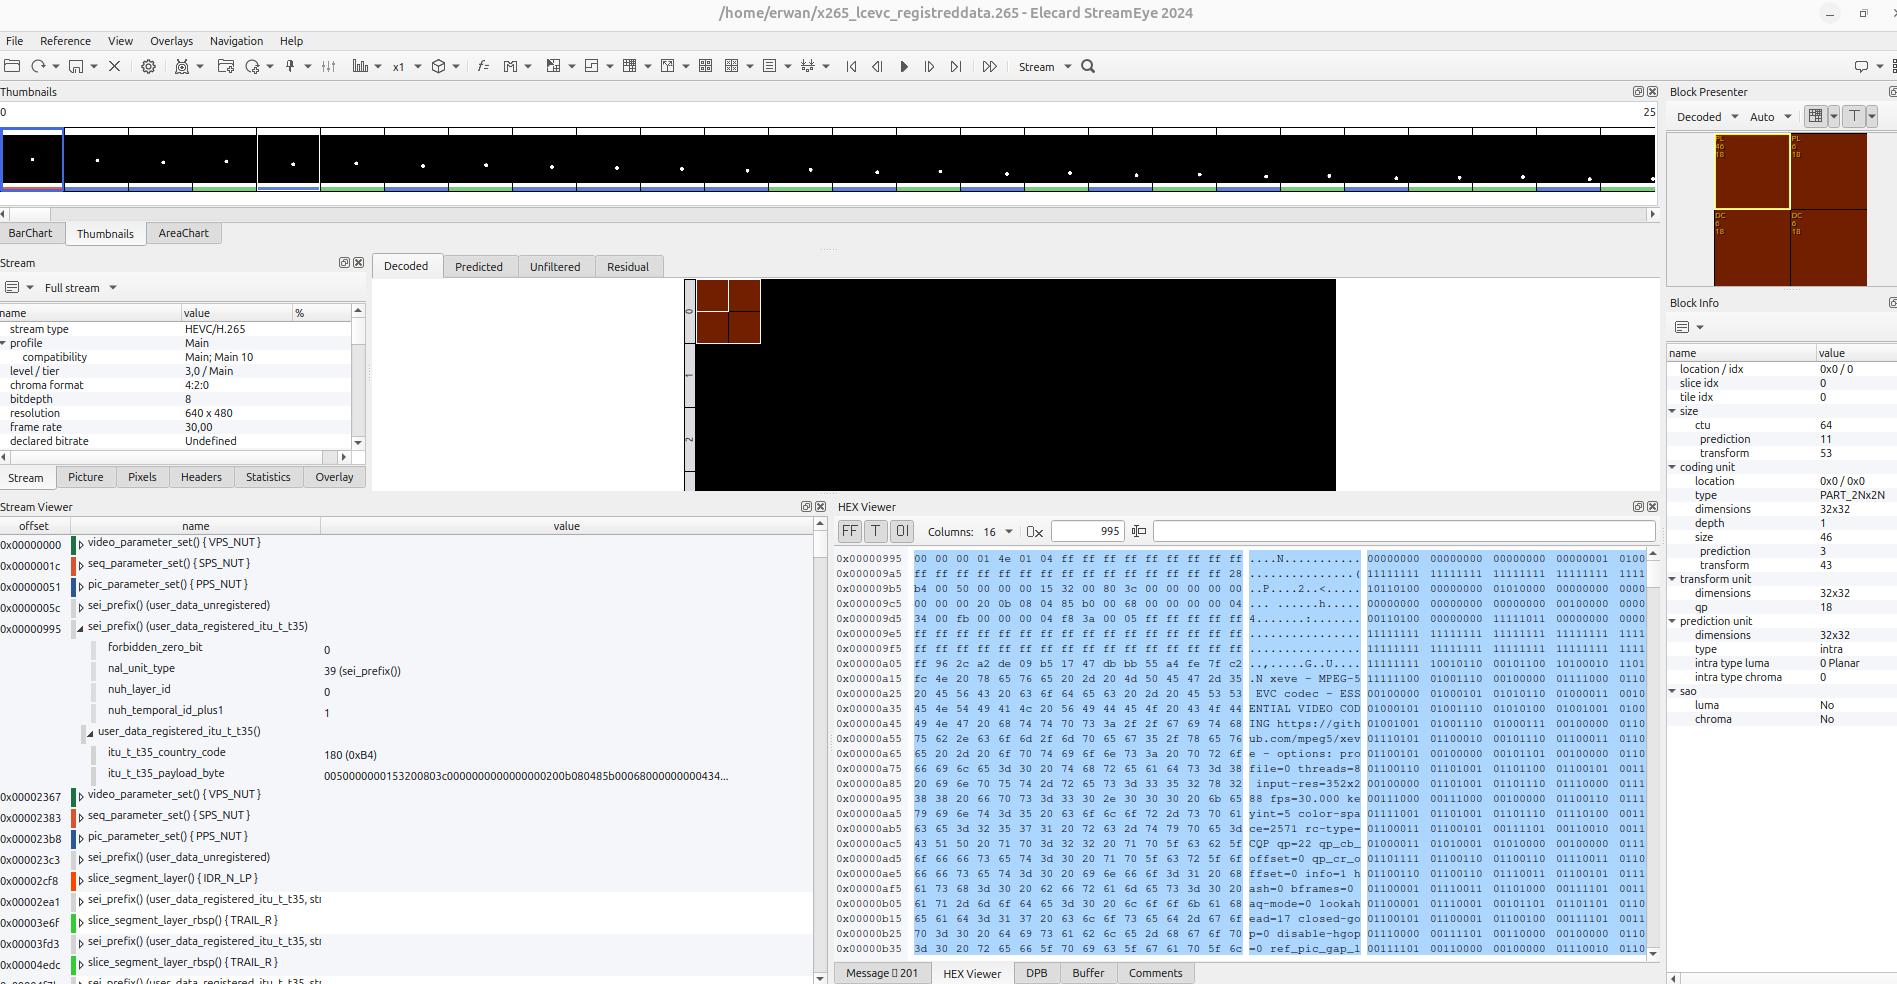 /home/erwan/x265_lcevc_registreddata.265 - Elecard StreamEye 2024
File Reference View Overlays Navigation Help
x1 Stream
Thumbnails
0 25
BarChart Thumbnails AreaChart
Stream
Full stream
name value %
stream type HEVC/H.265
profile Main
compatibility Main; Main 10
level / tier 3,0 / Main
chroma format 4:2:0
bitdepth 8
resolution 640 x 480
frame rate 30,00
declared bitrate Undefined
Stream Picture Pixels Headers Statistics Overlay
Decoded Predicted Unfiltered Residual
0
1
2
Block Presenter
Decoded Auto
PL PL
46 6
18 18
DC DC
6 6
18 18
Block Info
name value
location / idx 0x0 / 0
slice idx 0
tile idx 0
size
ctu 64
prediction 11
transform 53
coding unit
location 0x0 / 0x0
type PART_2Nx2N
dimensions 32x32
depth 1
size 46
prediction 3
transform 43
transform unit
dimensions 32x32
qp 18
prediction unit
dimensions 32x32
type intra
intra type luma 0 Planar
intra type chroma 0
sao
luma No
chroma No
Stream Viewer
offset name value
0x00000000 video_parameter_set() { VPS_NUT }
0x0000001c seq_parameter_set() { SPS_NUT }
0x00000051 pic_parameter_set() { PPS_NUT }
0x0000005c sei_prefix() (user_data_unregistered)
0x00000995 sei_prefix() (user_data_registered_itu_t_t35)
forbidden_zero_bit 0
nal_unit_type 39 (sei_prefix())
nuh_layer_id 0
nuh_temporal_id_plus1 1
user_data_registered_itu_t_t35()
itu_t_t35_country_code 180 (0xB4)
itu_t_t35_payload_byte
0x00002367 video_parameter_set() { VPS_NUT }
0x00002383 seq_parameter_set() { SPS_NUT }
0x000023b8 pic_parameter_set() { PPS_NUT }
0x000023c3 sei_prefix() (user_data_unregistered)
0x00002cf8 slice_segment_layer() { IDR_N_LP }
0x00002ea1 sei_prefix() (user_data_registered_itu_t_t35, str
0x00003e6f slice_segment_layer_rbsp() { TRAIL_R }
0x00003fd3 sei_prefix() (user_data_registered_itu_t_t35, str
0x00004edc slice_segment_layer_rbsp() { TRAIL_R }
HEX Viewer
FF T 0I Columns: 16 0x 995
0x00000995 00 00 00 01 4e 01 04 ff ff ff ff ff ff ff ff ff ....N...........
0x000009a5 ff ff ff ff ff ff ff ff ff ff ff ff ff ff ff 28 ...............(
0x000009b5 b4 00 50 00 00 00 15 32 00 80 3c 00 00 00 00 00 ..P....2..<.....
0x000009c5 00 00 00 20 0b 08 04 85 b0 00 68 00 00 00 00 04 ... ......h.....
0x000009d5 34 00 fb 00 00 00 04 f8 3a 00 05 ff ff ff ff ff 4.......:.......
0x000009e5 ff ff ff ff ff ff ff ff ff ff ff ff ff ff ff ff ................
0x000009f5 ff ff ff ff ff ff ff ff ff ff ff ff ff ff ff ff ................
0x00000a05 ff 96 2c a2 de 09 b5 17 47 db bb 55 a4 fe 7f c2 ..,.....G..U....
0x00000a15 fc 4e 20 78 65 76 65 20 2d 20 4d 50 45 47 2d 35 .N xeve - MPEG-5
0x00000a25 20 45 56 43 20 63 6f 64 65 63 20 2d 20 45 53 53 EVC codec - ESS
0x00000a35 45 4e 54 49 41 4c 20 56 49 44 45 4f 20 43 4f 44 ENTIAL VIDEO COD
0x00000a45 49 4e 47 20 68 74 74 70 73 3a 2f 2f 67 69 74 68 ING https://gith
0x00000a55 75 62 2e 63 6f 6d 2f 6d 70 65 67 35 2f 78 65 76 ub.com/mpeg5/xev
0x00000a65 65 20 2d 20 6f 70 74 69 6f 6e 73 3a 20 70 72 6f e - options: pro
0x00000a75 66 69 6c 65 3d 30 20 74 68 72 65 61 64 73 3d 38 file=0 threads=8
0x00000a85 20 69 6e 70 75 74 2d 72 65 73 3d 33 35 32 78 32 input-res=352x2
0x00000a95 38 38 20 66 70 73 3d 33 30 2e 30 30 30 20 6b 65 88 fps=30.000 ke
0x00000aa5 79 69 6e 74 3d 35 20 63 6f 6c 6f 72 2d 73 70 61 yint=5 color-spa
0x00000ab5 63 65 3d 32 35 37 31 20 72 63 2d 74 79 70 65 3d ce=2571 rc-type=
0x00000ac5 43 51 50 20 71 70 3d 32 32 20 71 70 5f 63 62 5f CQP qp=22 qp_cb_
0x00000ad5 6f 66 66 73 65 74 3d 30 20 71 70 5f 63 72 5f 6f offset=0 qp_cr_o
0x00000ae5 66 66 73 65 74 3d 30 20 69 6e 66 6f 3d 31 20 68 ffset=0 info=1 h
0x00000af5 61 73 68 3d 30 20 62 66 72 61 6d 65 73 3d 30 20 ash=0 bframes=0
0x00000b05 61 71 2d 6d 6f 64 65 3d 30 20 6c 6f 6f 6b 61 68 aq-mode=0 lookah
0x00000b15 65 61 64 3d 31 37 20 63 6c 6f 73 65 64 2d 67 6f ead=17 closed-go
0x00000b25 70 3d 30 20 64 69 73 61 62 6c 65 2d 68 67 6f 70 p=0 disable-hgop
0x00000b35 3d 30 20 72 65 66 5f 70 69 63 5f 67 61 70 5f 6c =0 ref_pic_gap_l
Message 201 HEX Viewer DPB Buffer Comments